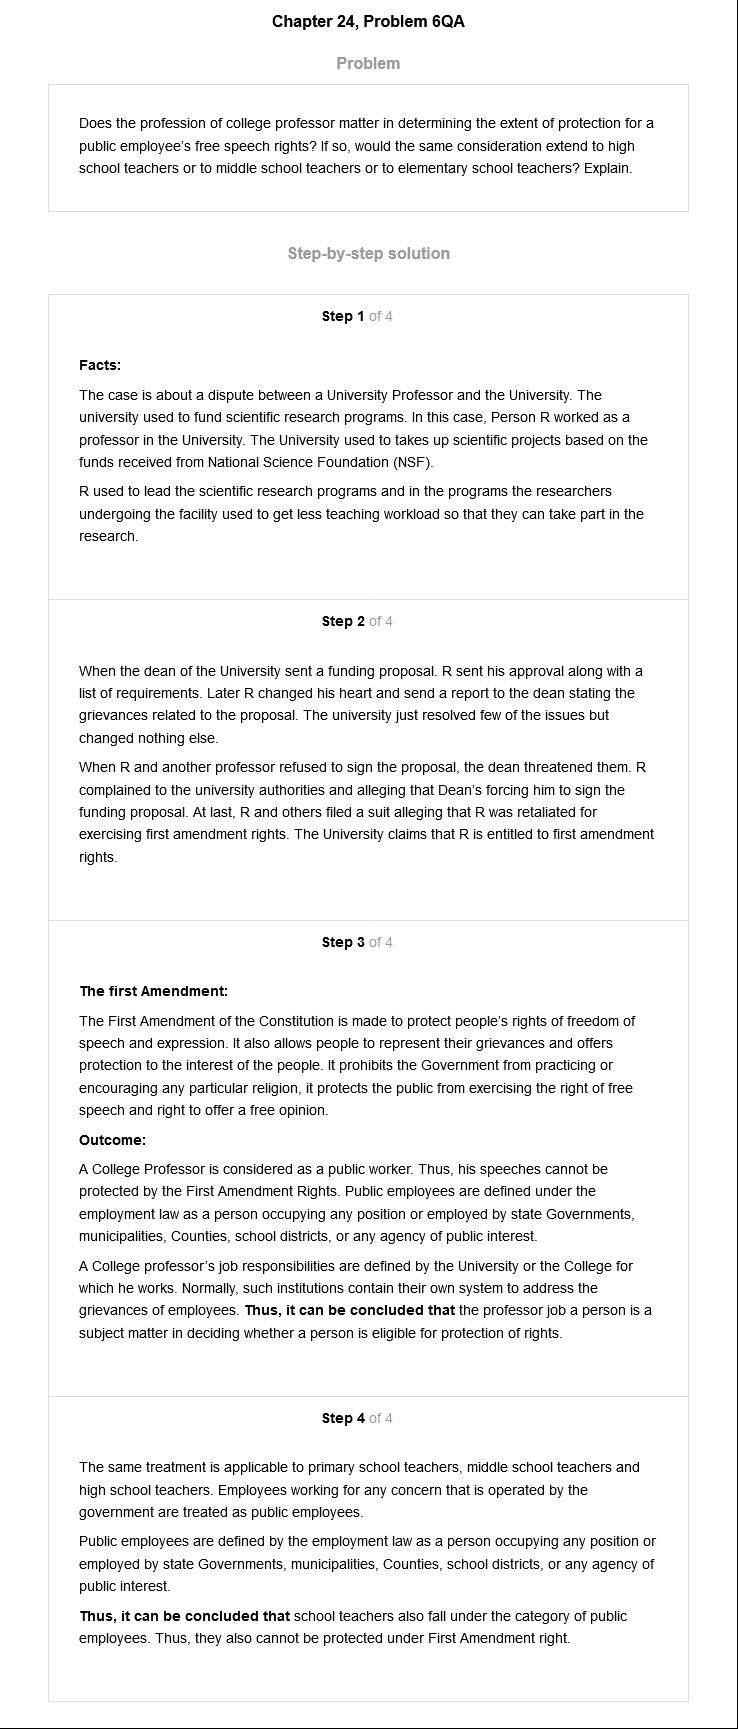 Chapter 24, Problem 6QA
Problem
Does the profession of college professor matter in determining the extent of protection for a
public employee's free speech rights? If so, would the same consideration extend to high
school teachers or to middle school teachers or to elementary school teachers? Explain.
Step-by-step solution
Step 1 of 4
Facts:
The case is about a dispute between a University Professor and the University. The
university used to fund scientific research programs. In this case, Person R worked as a
professor in the University. The University used to takes up scientific projects based on the
funds received from National Science Foundation (NSF).
R used to lead the scientific research programs and in the programs the researchers
undergoing the facility used to get less teaching workload so that they can take part in the
research.
Step 2 of 4
When the dean of the University sent a funding proposal. R sent his approval along with a
list of requirements. Later R changed his heart and send a report to the dean stating the
grievances related to the proposal. The university just resolved few of the issues but
changed nothing else.
When R and another professor refused to sign the proposal, the dean threatened them. R
complained to the university authorities and alleging that Dean's forcing him to sign the
funding proposal. At last, R and others filed a suit alleging that R was retaliated for
exercising first amendment rights. The University claims that R is entitled to first amendment
rights.
Step 3 of 4
The first Amendment:
The First Amendment of the Constitution is made to protect people's rights of freedom of
speech and expression. It also allows people to represent their grievances and offers
protection to the interest of the people. It prohibits the Government from practicing or
encouraging any particular religion, it protects the public from exercising the right of free
speech and right to offer a free opinion.
Outcome:
A College Professor is considered as a public worker. Thus, his speeches cannot be
protected by the First Amendment Rights. Public employees are defined under the
employment law as a person occupying any position or employed by state Governments,
municipalities, Counties, school districts, or any agency of public interest.
A College professor's job responsibilities are defined by the University or the College for
which he works. Normally, such institutions contain their own system to address the
grievances of employees. Thus, it can be concluded that the professor job a person is a
subject matter in deciding whether a person is eligible for protection of rights.
Step 4 of 4
The same treatment is applicable to primary school teachers, middle school teachers and
high school teachers. Employees working for any concern that is operated by the
government are treated as public employees.
Public employees are defined by the employment law as a person occupying any position or
employed by state Governments, municipalities, Counties, school districts, or any agency of
public interest.
Thus, it can be concluded that school teachers also fall under the category of public
employees. Thus, they also cannot be protected under First Amendment right.